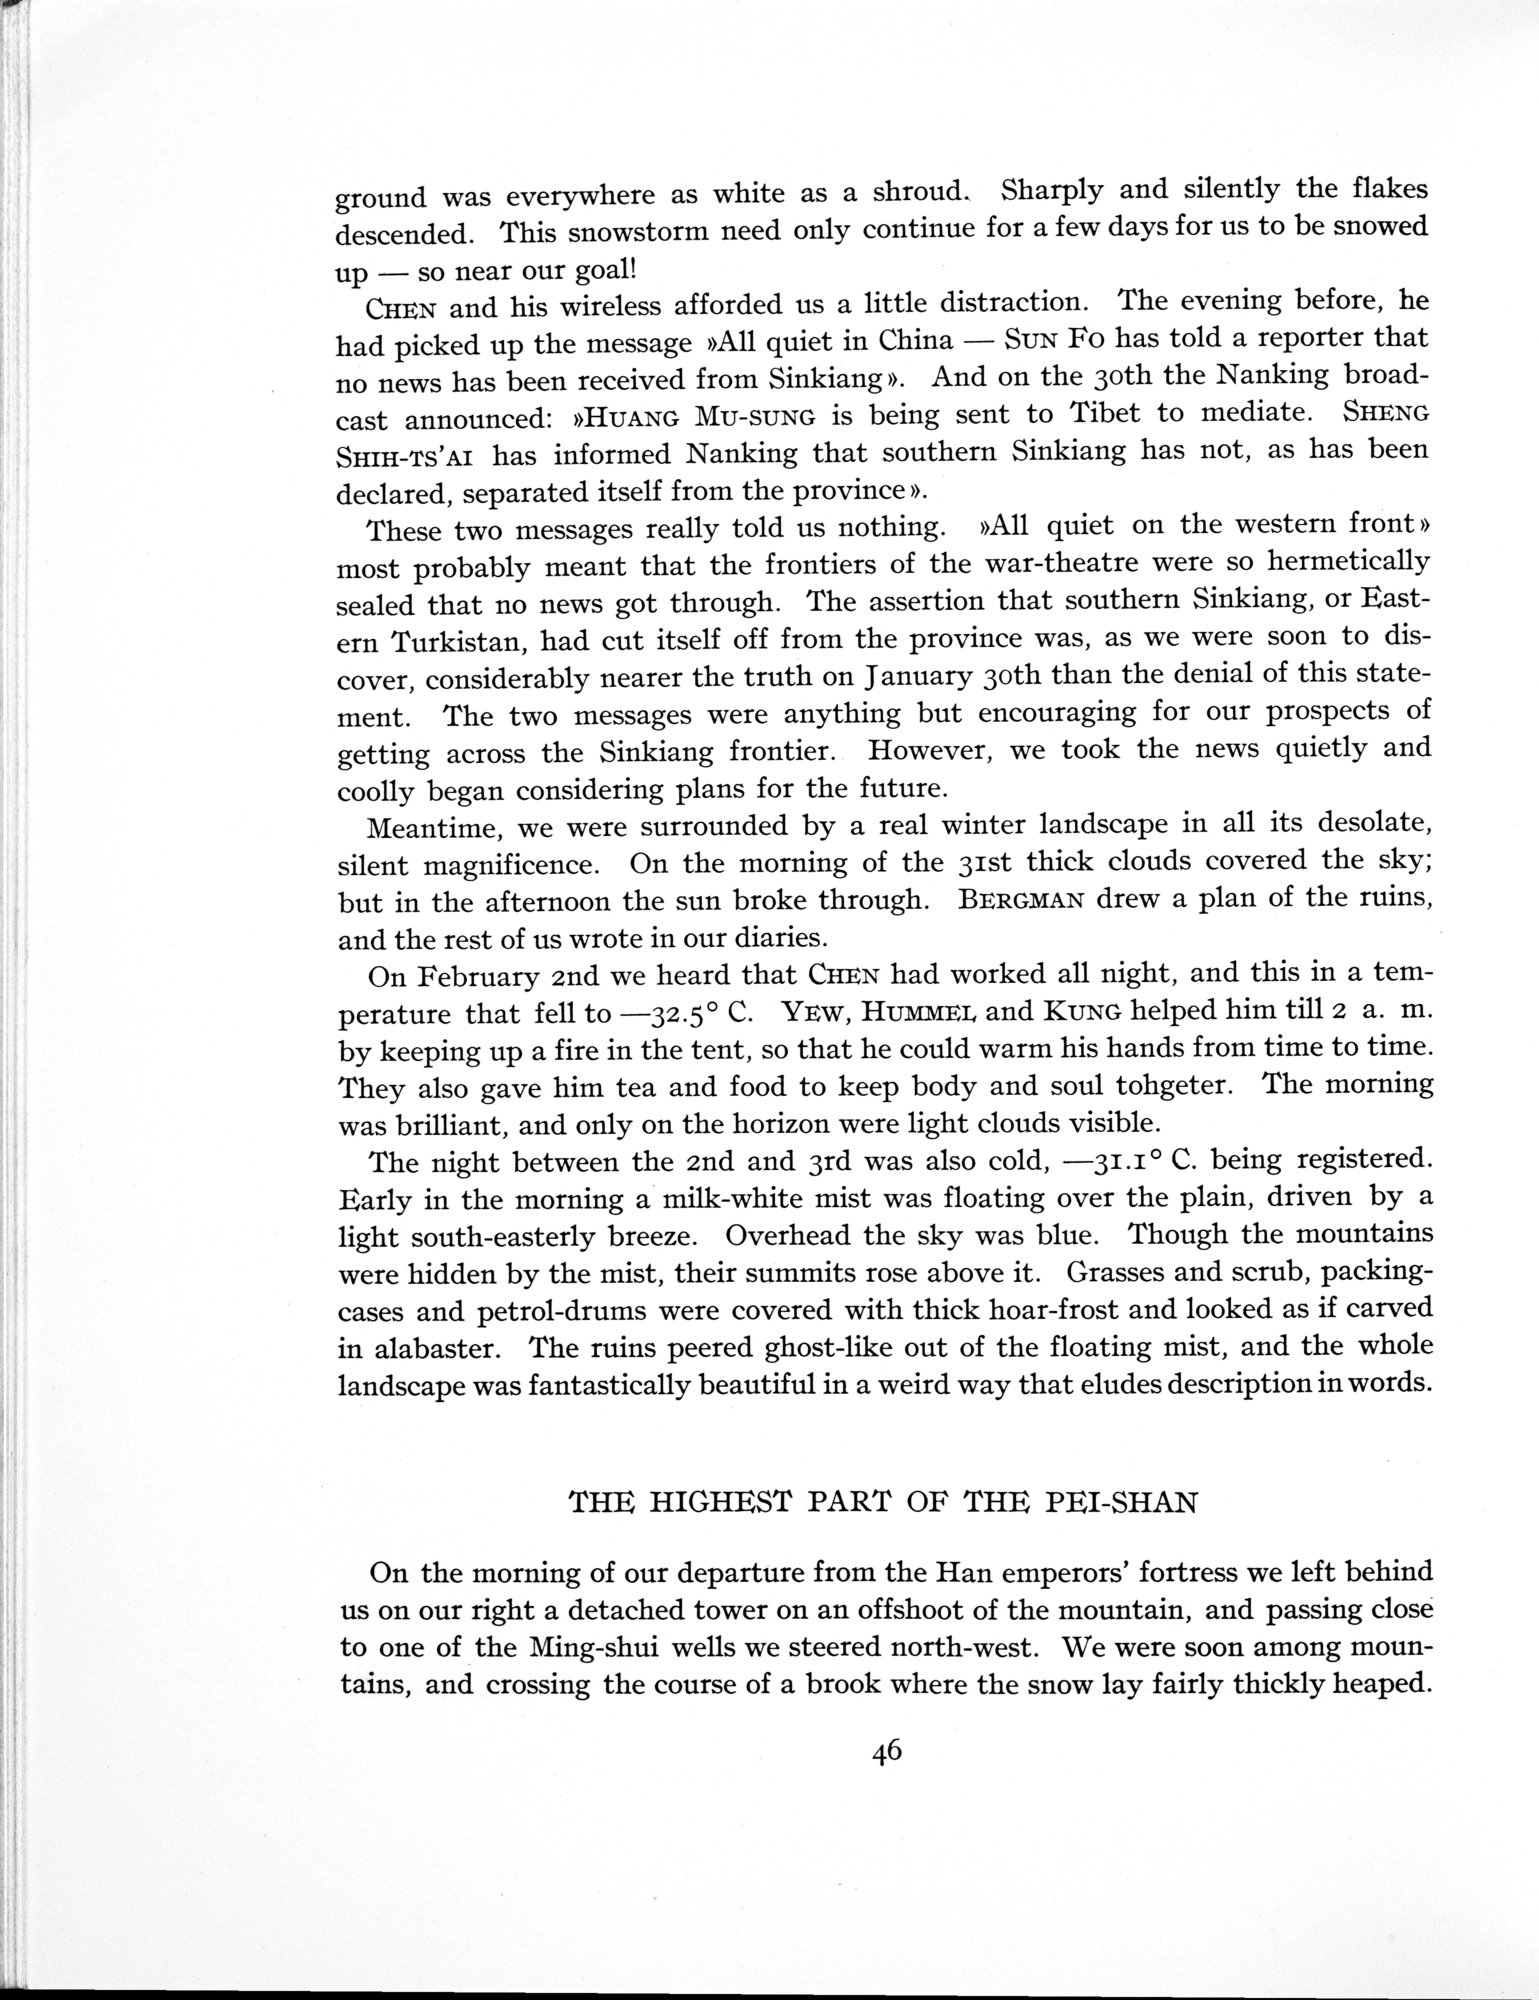 ground was everywhere as white as a shroud. Sharply and silently the flakes
descended. This snowstorm need only continue for a few days for us to be snowed
up — so near our goal!
CHEN and his wireless afforded us a little distraction. The evening before, he
had picked up the message »All quiet in China — SUN FO has told a reporter that
no news has been received from Sinkiang». And on the 30th the Nanking broad-
cast announced: »HUANG MU-SUNG is being sent to Tibet to mediate. SHENG
SHIH-TS'AI has informed Nanking that southern Sinkiang has not, as has been
declared, separated itself from the province».
These two messages really told us nothing. »All quiet on the western front»
most probably meant that the frontiers of the war-theatre were so hermetically
sealed that no news got through. The assertion that southern Sinkiang, or East-
ern Turkistan, had cut itself off from the province was, as we were soon to dis-
cover, considerably nearer the truth on January 30th than the denial of this state-
ment. The two messages were anything but encouraging for our prospects of
getting across the Sinkiang frontier. However, we took the news quietly and
coolly began considering plans for the future.
Meantime, we were surrounded by a real winter landscape in all its desolate,
silent magnificence. On the morning of the 31st thick clouds covered the sky;
but in the afternoon the sun broke through. BERGMAN drew a plan of the ruins,
and the rest of us wrote in our diaries.
On February 2nd we heard that CHEN had worked all night, and this in a tem-
perature that fell to —32.5° C. YEW, HUMMEL and KUNG helped him till 2 a. m.
by keeping up a fire in the tent, so that he could warm his hands from time to time.
They also gave him tea and food to keep body and soul tohgeter. The morning
was brilliant, and only on the horizon were light clouds visible.
The night between the 2nd and 3rd was also cold, —31.1° C. being registered.
Early in the morning a milk-white mist was floating over the plain, driven by a
light south-easterly breeze. Overhead the sky was blue. Though the mountains
were hidden by the mist, their summits rose above it. Grasses and scrub, packing-
cases and petrol-drums were covered with thick hoar-frost and looked as if carved
in alabaster. The ruins peered ghost-like out of the floating mist, and the whole
landscape was fantastically beautiful in a weird way that eludes description in words.
THE HIGHEST PART OF THE PEI-SHAN
On the morning of our departure from the Han emperors' fortress we left behind
us on our right a detached tower on an offshoot of the mountain, and passing close
to one of the Ming-shui wells we steered north-west. We were soon among moun-
tains, and crossing the course of a brook where the snow lay fairly thickly heaped.
46